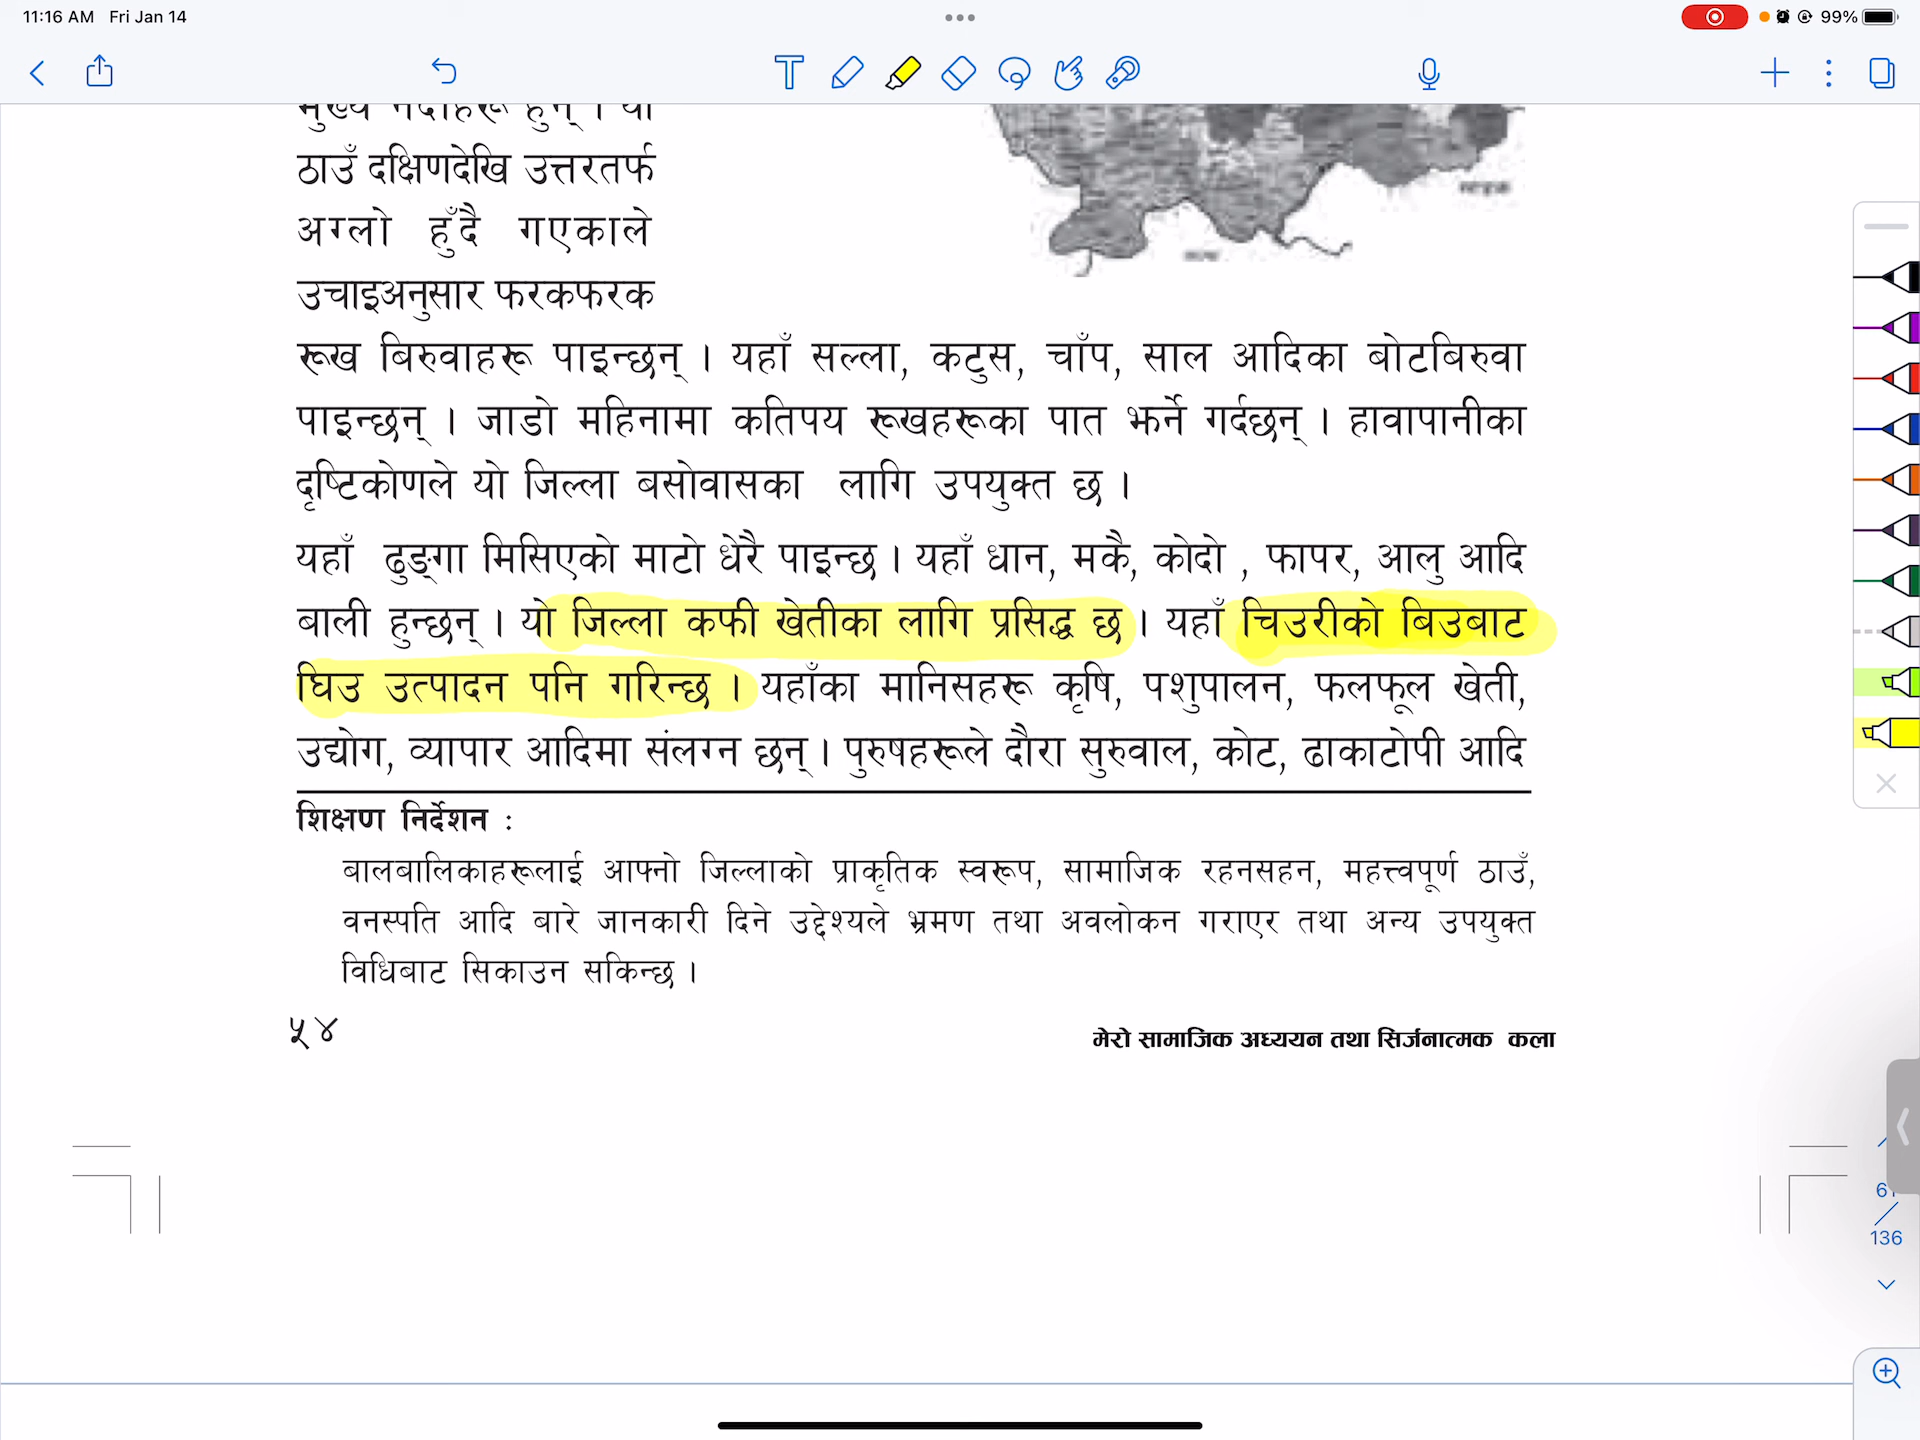 11:16 AM Fri Jan 14
99%
ठाउँ दक्षिणदेखि उत्तरतर्फ
अग्लो हुँदै गएकाले
उचाइअनुसार फरकफरक
रूख बिरुवाहरू पाइन्छन् । यहाँ सल्ला, कटुस, चाँप, साल आदिका बोटबिरुवा
पाइन्छन् । जाडो महिनामा कतिपय रूखहरूका पात झर्ने गर्दछन् । हावापानीका
दृष्टिकोणले यो जिल्ला बसोवासका लागि उपयुक्त छ ।
यहाँ ढुङ्गा मिसिएको माटो धेरै पाइन्छ । यहाँ धान, मकै, कोदो , फापर, आलु आदि
बाली हुन्छन् । यो जिल्ला कफी खेतीका लागि प्रसिद्ध छ । यहाँ चिउरीको बिउबाट
घिउ उत्पादन पनि गरिन्छ । यहाँका मानिसहरू कृषि, पशुपालन, फलफूल खेती,
उद्योग, व्यापार आदिमा संलग्न छन् । पुरुषहरूले दौरा सुरुवाल, कोट, ढाकाटोपी आदि
शिक्षण निर्देशन :
बालबालिकाहरूलाई आफ्नो जिल्लाको प्राकृतिक स्वरूप, सामाजिक रहनसहन, महत्त्वपूर्ण ठाउँ,
वनस्पति आदि बारे जानकारी दिने उद्देश्यले भ्रमण तथा अवलोकन गराएर तथा अन्य उपयुक्त
विधिबाट सिकाउन सकिन्छ ।
५४
मेरो सामाजिक अध्ययन तथा सिर्जनात्मक कला
136